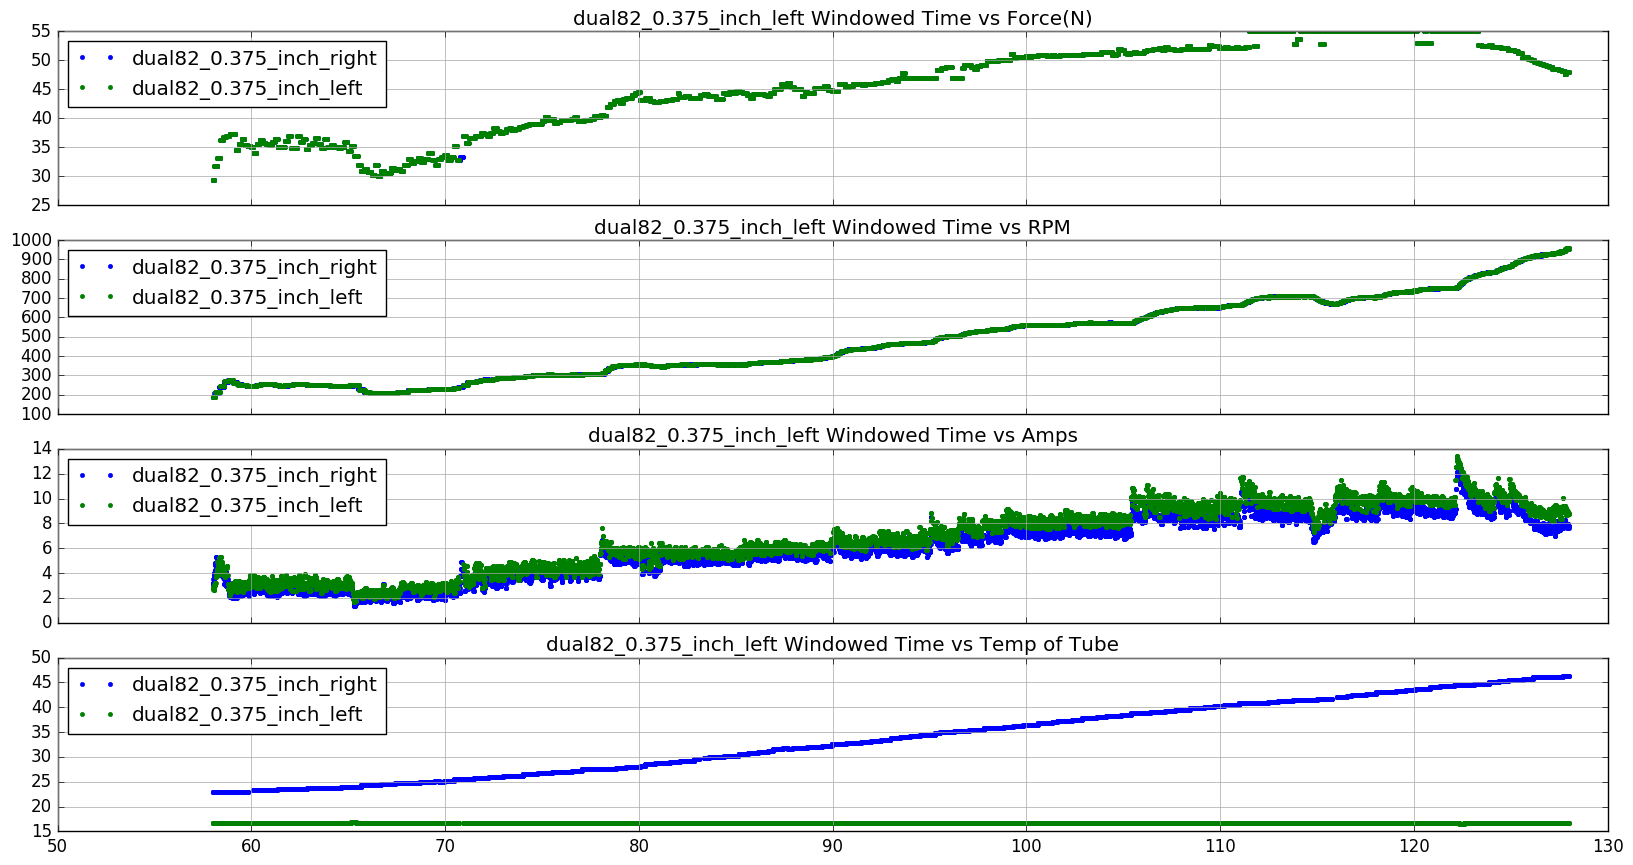 dual82_0.375_inch_left Windowed Time vs Force(N)
55
50
45
40
35
30
25
dual82_0.375_inch_right
dual82_0.375_inch_left
dual82_0.375_inch_left Windowed Time vs RPM
1000
900
800
700
600
500
400
300
200
100
dual82_0.375_inch_right
dual82_0.375_inch_left
dual82_0.375_inch_left Windowed Time vs Amps
14
12
10
8
6
4
2
0
dual82_0.375_inch_right
dual82_0.375_inch_left
dual82_0.375_inch_left Windowed Time vs Temp of Tube
50
45
40
35
30
25
20
15
dual82_0.375_inch_right
dual82_0.375_inch_left
50 60 70 80 90 100 110 120 130